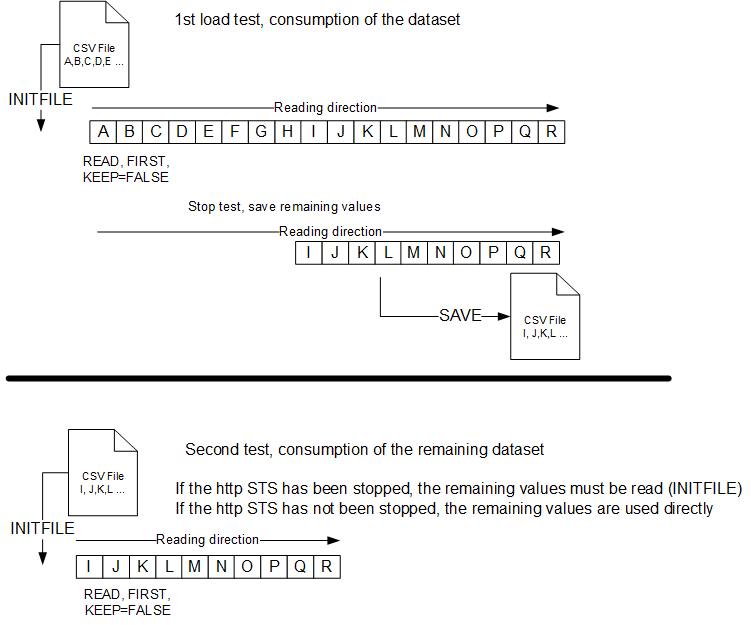 1st load test, consumption of the dataset
CSV File
A,B,C,D,E ...
INITFILE
Reading direction
A B C D E F G H I J K L M N O P Q R
READ, FIRST,
KEEP=FALSE
Stop test, save remaining values
Reading direction
I J K L M N O P Q R
SAVE
CSV File
I, J,K,L ...
Second test, consumption of the remaining dataset
CSV File
I, J,K,L ...
If the http STS has been stopped, the remaining values must be read (INITFILE)
If the http STS has not been stopped, the remaining values are used directly
INITFILE
Reading direction
I J K L M N O P Q R
READ, FIRST,
KEEP=FALSE